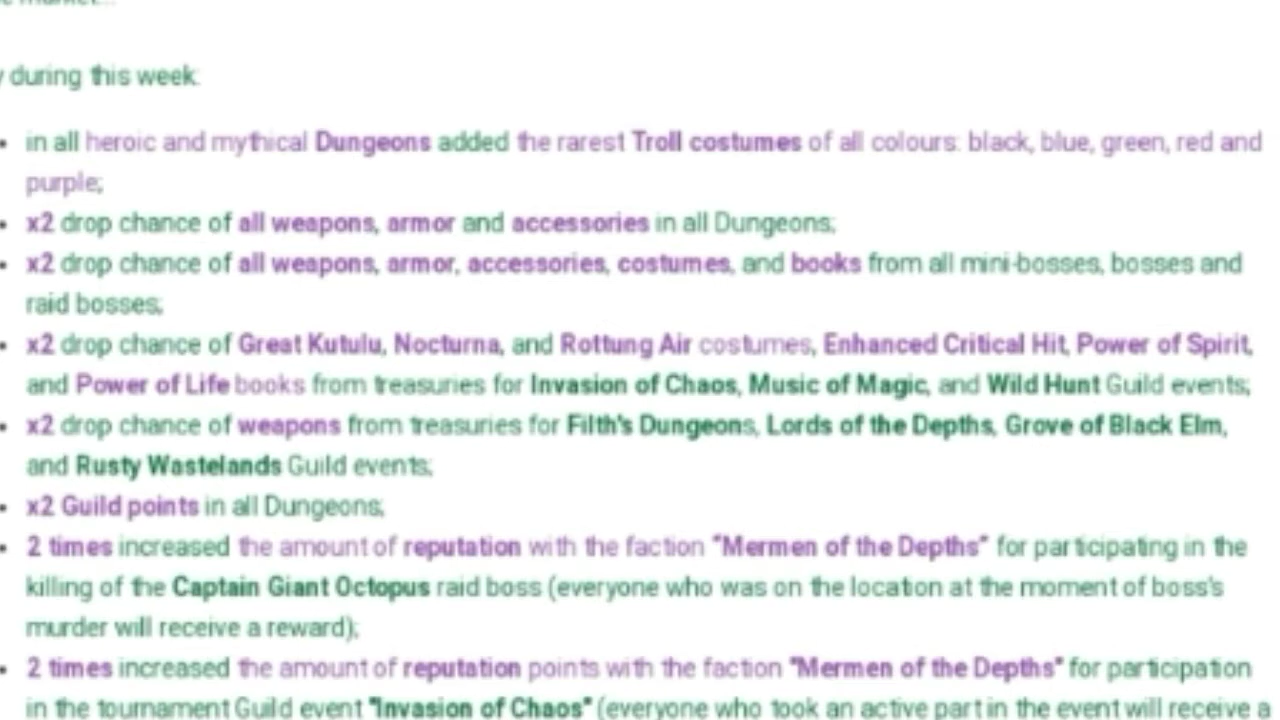 market...
during this week:
• in all heroic and mythical Dungeons added the rarest Troll costumes of all colours: black, blue, green, red and
purple;
• x2 drop chance of all weapons, armor and accessories in all Dungeons;
• x2 drop chance of all weapons, armor, accessories, costumes, and books from all mini-bosses, bosses and
raid bosses;
• x2 drop chance of Great Kutulu, Nocturna, and Rottung Air costumes, Enhanced Critical Hit, Power of Spirit,
and Power of Life books from treasuries for Invasion of Chaos, Music of Magic, and Wild Hunt Guild events;
• x2 drop chance of weapons from treasuries for Filth's Dungeons, Lords of the Depths, Grove of Black Elm,
and Rusty Wastelands Guild events;
• x2 Guild points in all Dungeons;
• 2 times increased the amount of reputation with the faction "Mermen of the Depths" for participating in the
killing of the Captain Giant Octopus raid boss (everyone who was on the location at the moment of boss's
murder will receive a reward);
• 2 times increased the amount of reputation points with the faction "Mermen of the Depths" for participation
in the tournament Guild event "Invasion of Chaos" (everyone who took an active part in the event will receive a